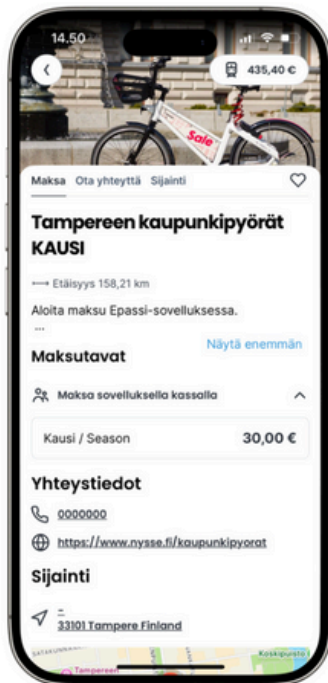 14.50
435,40 €
Sale
Maksa Ota yhteyttä Sijainti
Tampereen kaupunkipyörät
KAUSI
Etäisyys 158,21 km
Aloita maksu Epassi-sovelluksessa.
...
Näytä enemmän
Maksutavat
Maksa sovelluksella kassalla
Kausi / Season 30,00 €
Yhteystiedot
0000000
https://www.nysse.fi/kaupunkipyorat
Sijainti
-
33101 Tampere Finland
Koskipuisto
Tampereen